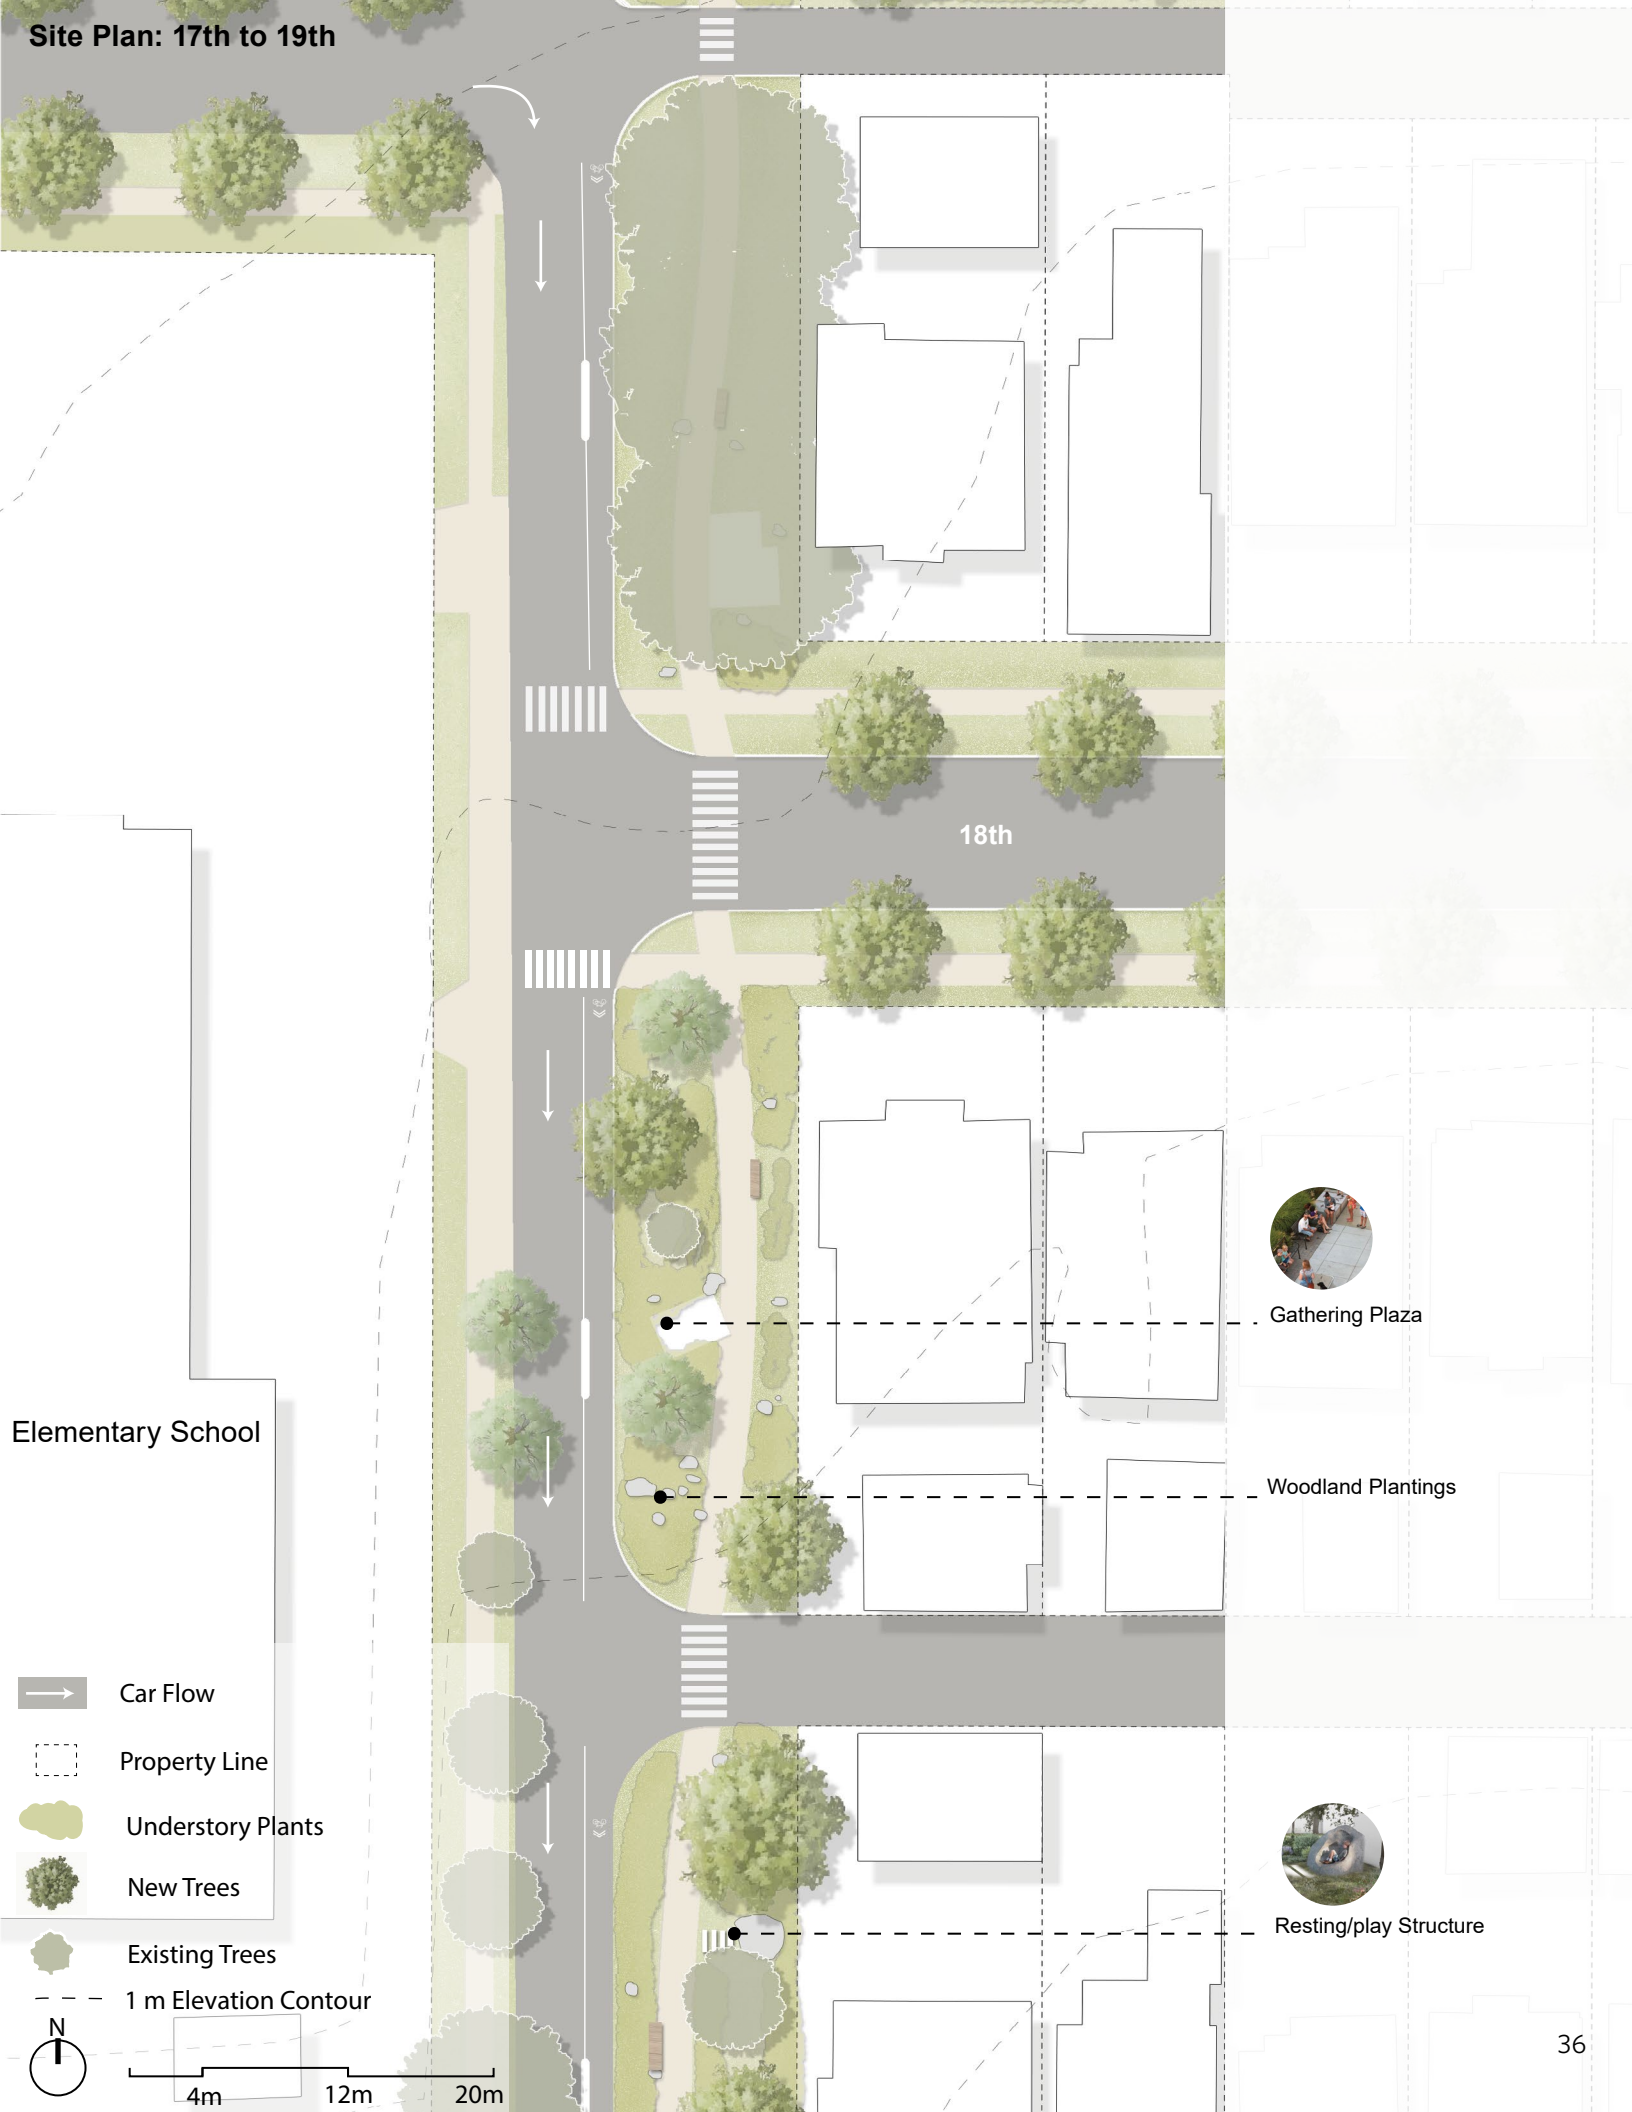 Site Plan: 17th to 19th
18th
Gathering Plaza
Elementary School
Woodland Plantings
Car Flow
Property Line
Understory Plants
New Trees
Resting/play Structure
Existing Trees
1 m Elevation Contour
N
36
4m 12m 20m